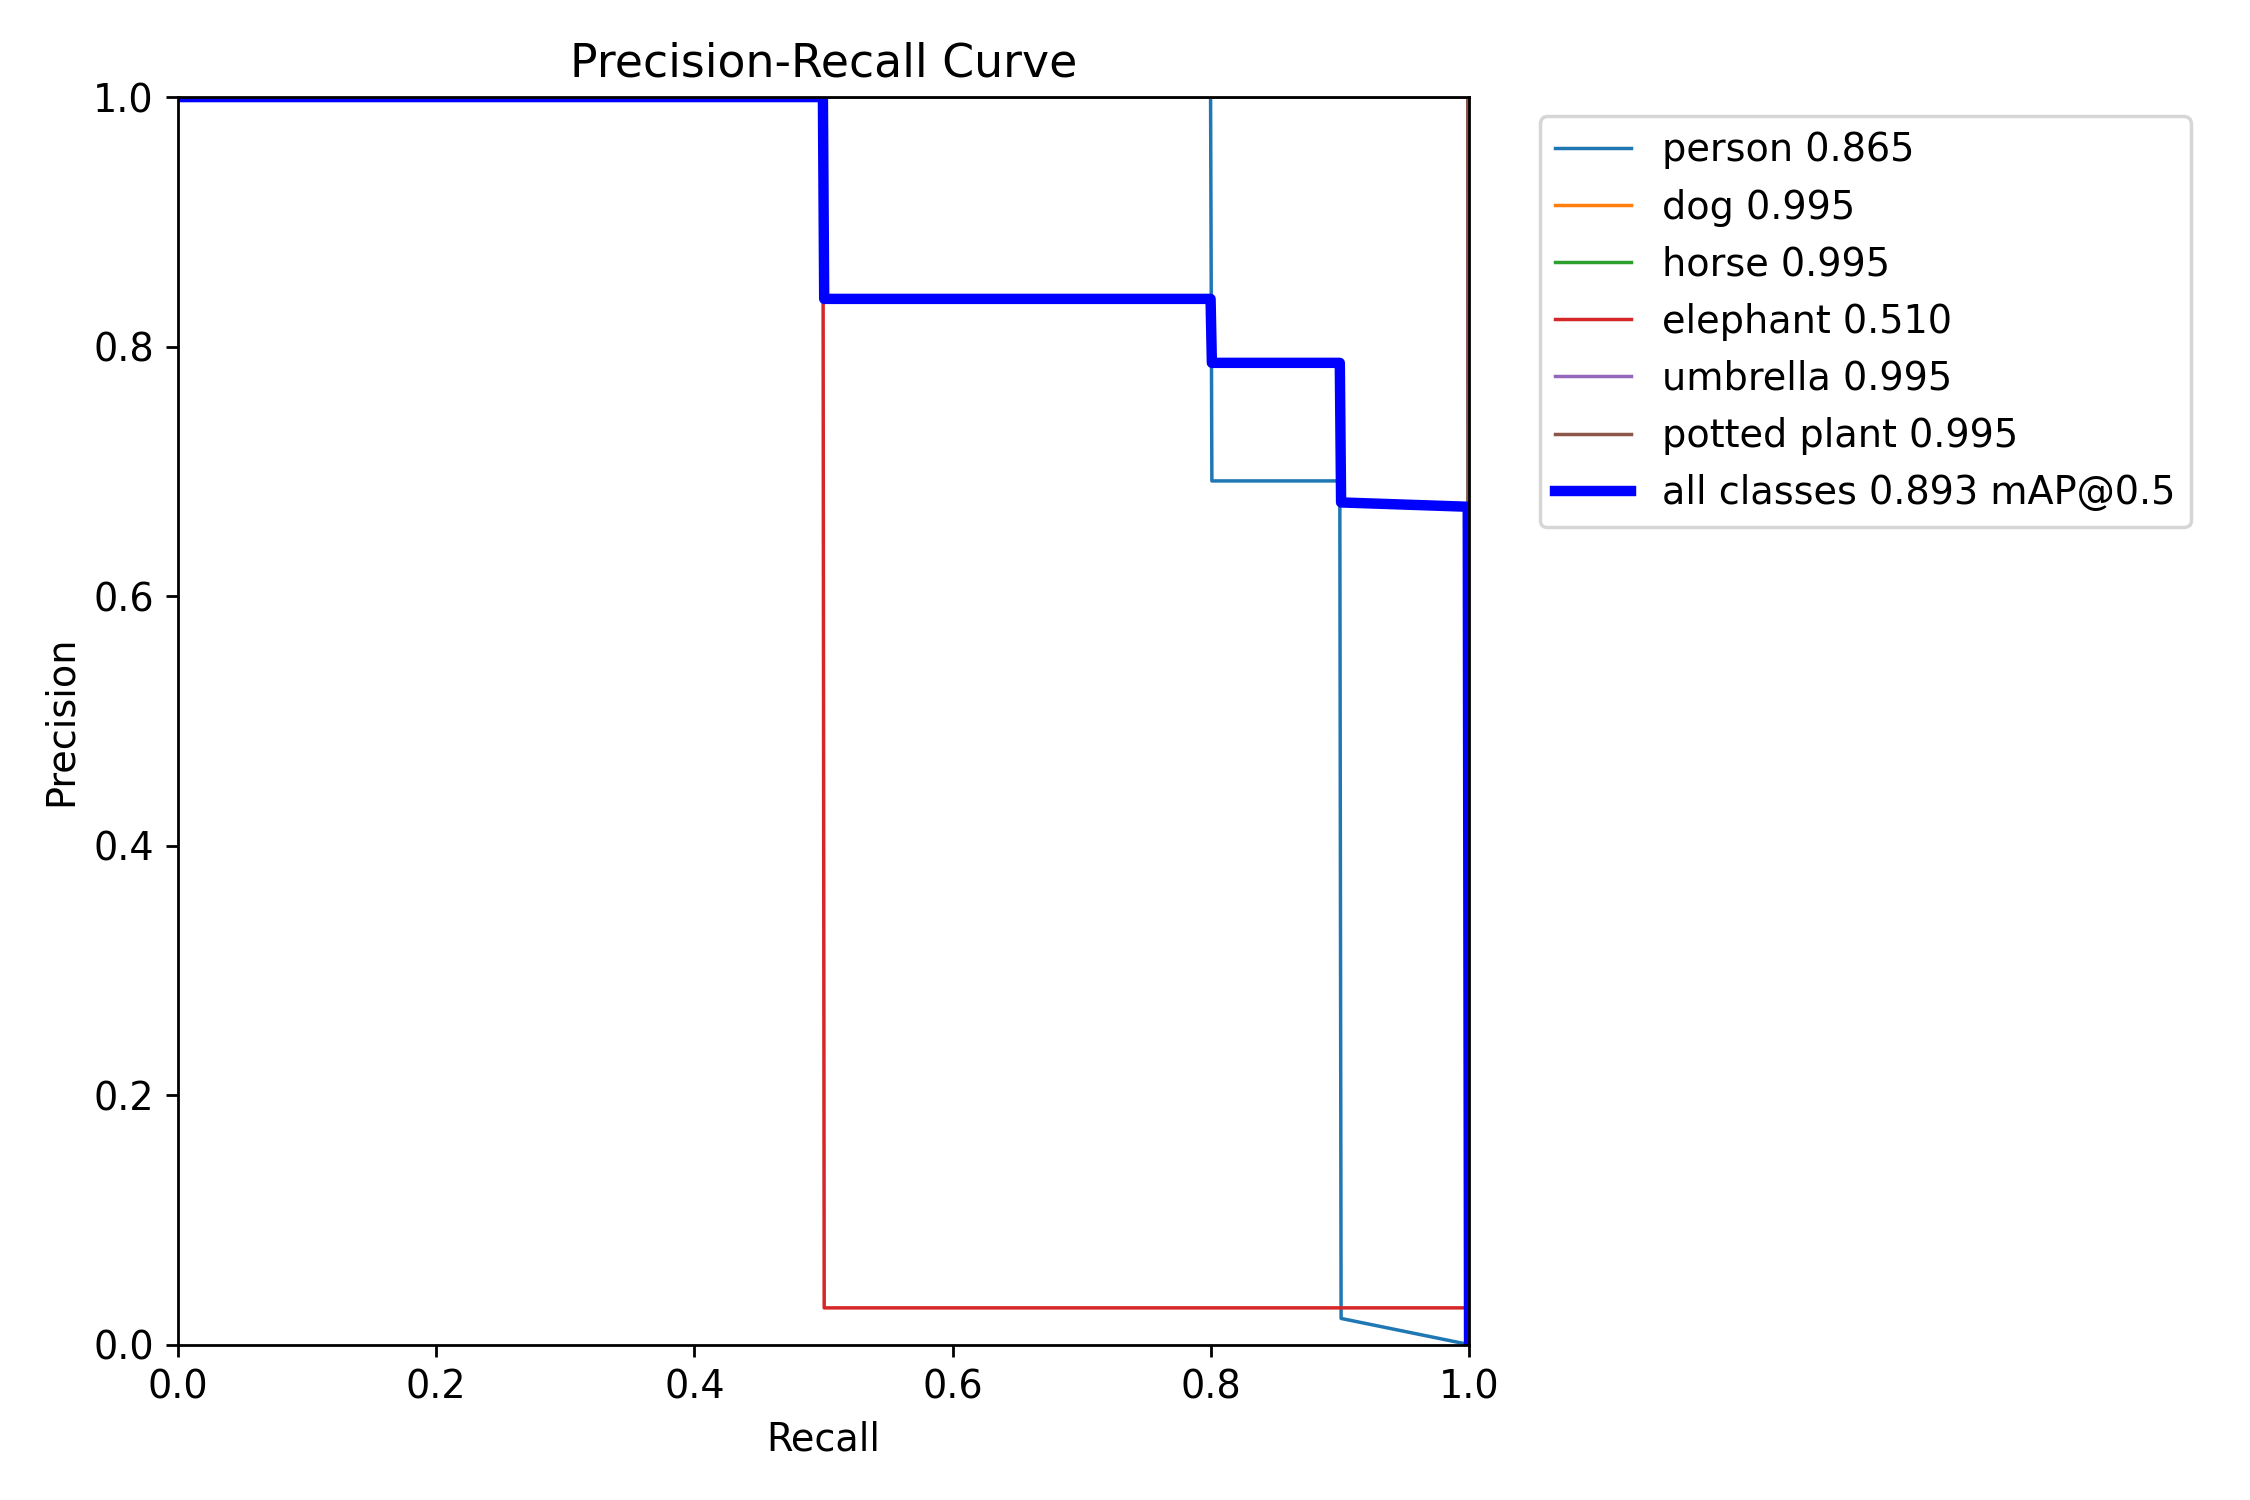 Precision-Recall Curve
1.0
0.8
0.6
0.4
0.2
0.0
Precision
0.0 0.2 0.4 0.6 0.8 1.0
Recall
person 0.865
dog 0.995
horse 0.995
elephant 0.510
umbrella 0.995
potted plant 0.995
all classes 0.893 mAP@0.5